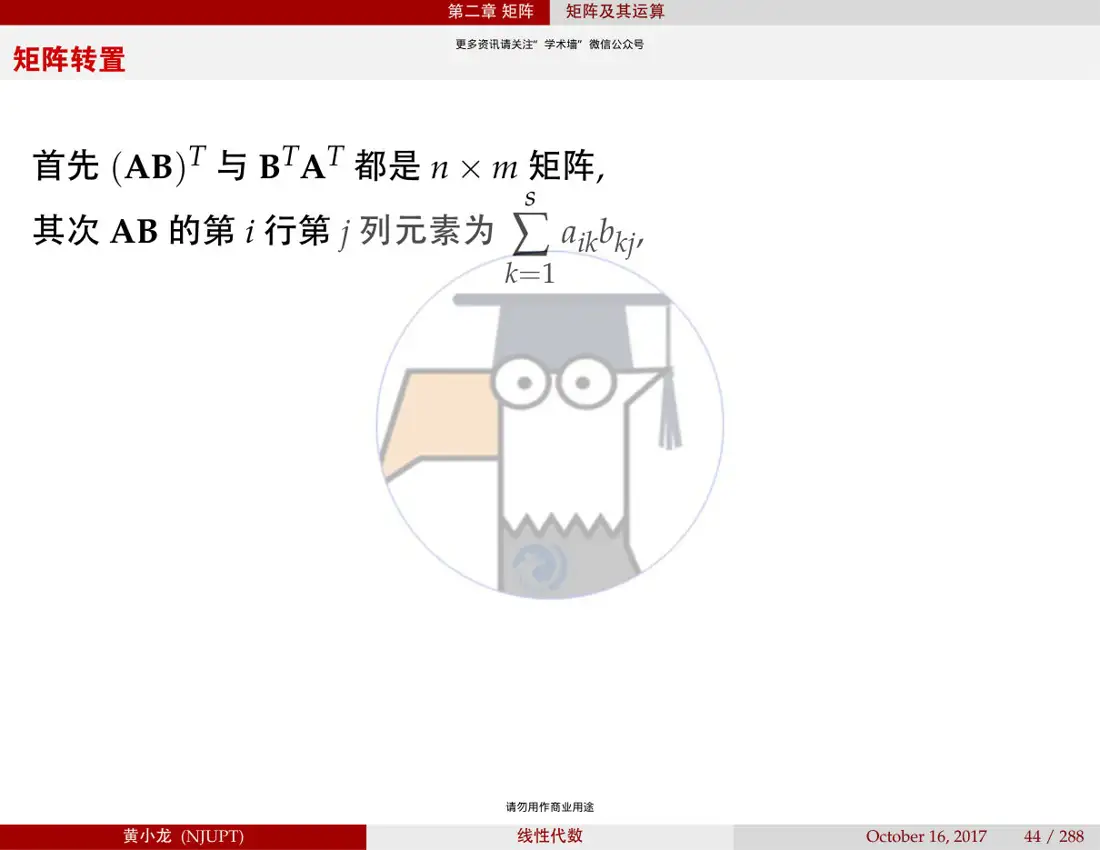 第二章 矩阵 矩阵及其运算
更多资讯请关注“学术墙”微信公众号
矩阵转置
首先 (AB)^T 与 B^T A^T 都是 n × m 矩阵,
其次 AB 的第 i 行第 j 列元素为 ∑_{k=1}^{s} a_{ik}b_{kj},
请勿用作商业用途
黄小龙 (NJUPT) 线性代数 October 16, 2017 44 / 288